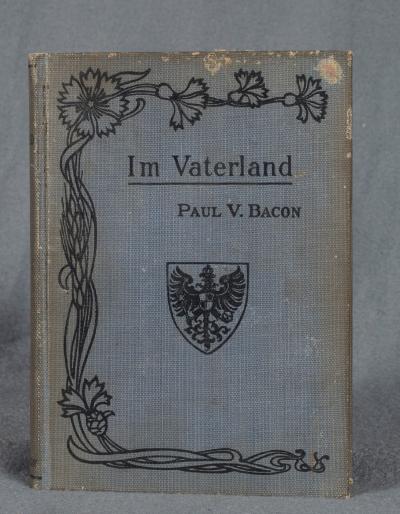 Im Vaterland
PAUL V. BACON